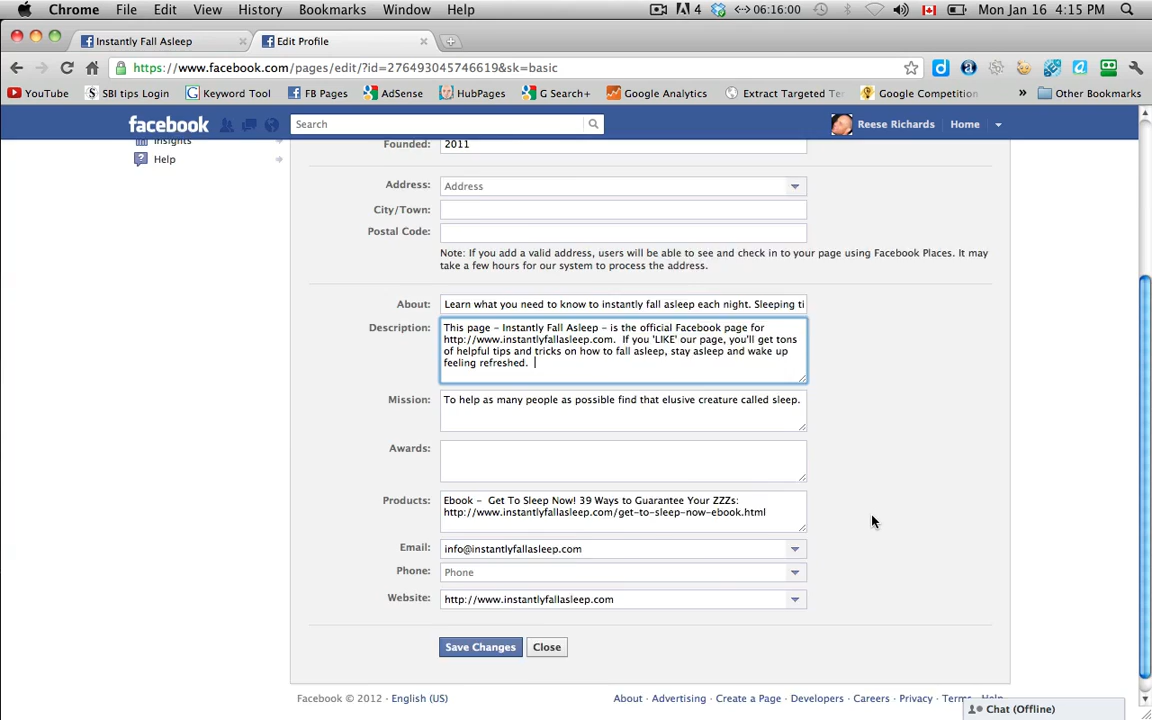 Chrome File Edit View History Bookmarks Window Help 4 06:16:00 Mon Jan 16 4:15 PM
Instantly Fall Asleep Edit Profile
https://www.facebook.com/pages/edit/?id=276493045746619&sk=basic
YouTube SBI tips Login Keyword Tool FB Pages AdSense HubPages G Search+ Google Analytics Extract Targeted Te Google Competition » Other Bookmarks
facebook Search Reese Richards Home
Insights
Help
Founded: 2011
Address: Address
City/Town:
Postal Code:
Note: If you add a valid address, users will be able to see and check in to your page using Facebook Places. It may
take a few hours for our system to process the address.
About: Learn what you need to know to instantly fall asleep each night. Sleeping ti
Description: This page – Instantly Fall Asleep – is the official Facebook page for
http://www.instantlyfallasleep.com. If you 'LIKE' our page, you'll get tons
of helpful tips and tricks on how to fall asleep, stay asleep and wake up
feeling refreshed.
Mission: To help as many people as possible find that elusive creature called sleep.
Awards:
Products: Ebook – Get To Sleep Now! 39 Ways to Guarantee Your ZZZs:
http://www.instantlyfallasleep.com/get-to-sleep-now-ebook.html
Email: info@instantlyfallasleep.com
Phone: Phone
Website: http://www.instantlyfallasleep.com
Save Changes Close
Facebook © 2012 · English (US) About · Advertising · Create a Page · Developers · Careers · Privacy · Terms · Help
Chat (Offline)